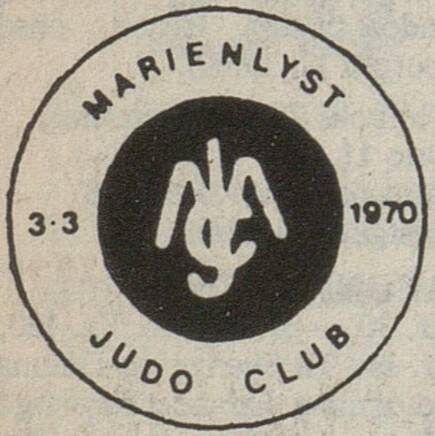 MARIENLYST
3·3 1970
JUDO CLUB